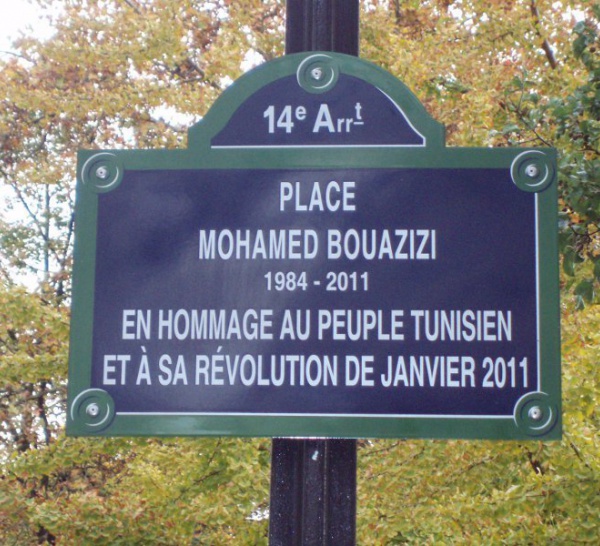 14e Arrt
PLACE
MOHAMED BOUAZIZI
1984 - 2011
EN HOMMAGE AU PEUPLE TUNISIEN
ET À SA RÉVOLUTION DE JANVIER 2011